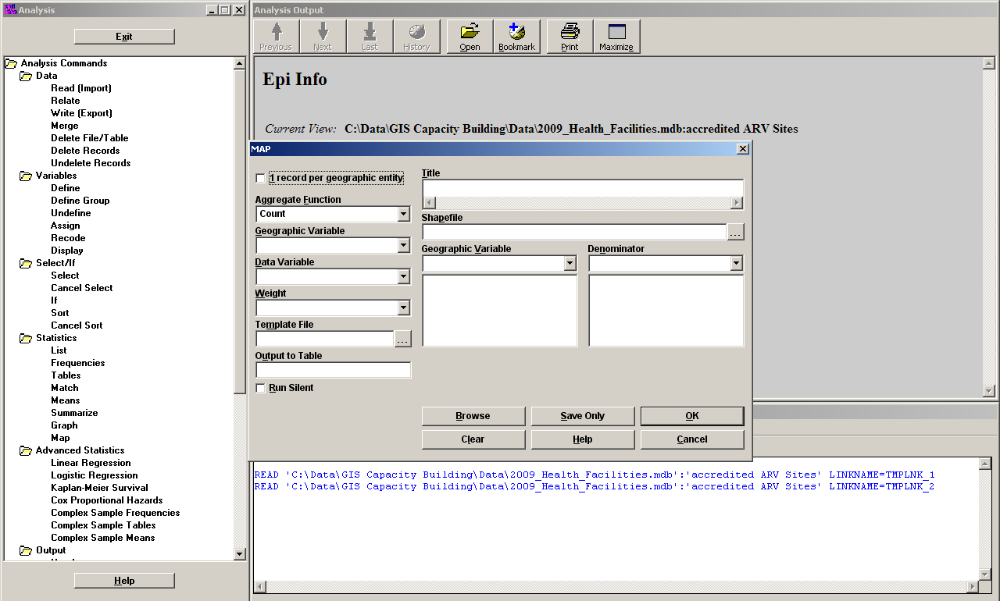 Analysis
Exit
Analysis Commands
Data
Read (Import)
Relate
Write (Export)
Merge
Delete File/Table
Delete Records
Undelete Records
Variables
Define
Define Group
Undefine
Assign
Recode
Display
Select/If
Select
Cancel Select
If
Sort
Cancel Sort
Statistics
List
Frequencies
Tables
Match
Means
Summarize
Graph
Map
Advanced Statistics
Linear Regression
Logistic Regression
Kaplan-Meier Survival
Cox Proportional Hazards
Complex Sample Frequencies
Complex Sample Tables
Complex Sample Means
Output
Help
Analysis Output
Previous Next Last History Open Bookmark Print Maximize
Epi Info
Current View: C:\Data\GIS Capacity Building\Data\2009_Health_Facilities.mdb:accredited ARV Sites
MAP
1 record per geographic entity
Aggregate Function
Count
Geographic Variable
Data Variable
Weight
Template File
...
Output to Table
Run Silent
Title
Shapefile
...
Geographic Variable Denominator
Browse Save Only OK
Clear Help Cancel
READ 'C:\Data\GIS Capacity Building\Data\2009_Health_Facilities.mdb':'accredited ARV Sites' LINKNAME=TMPLNK_1
READ 'C:\Data\GIS Capacity Building\Data\2009_Health_Facilities.mdb':'accredited ARV Sites' LINKNAME=TMPLNK_2